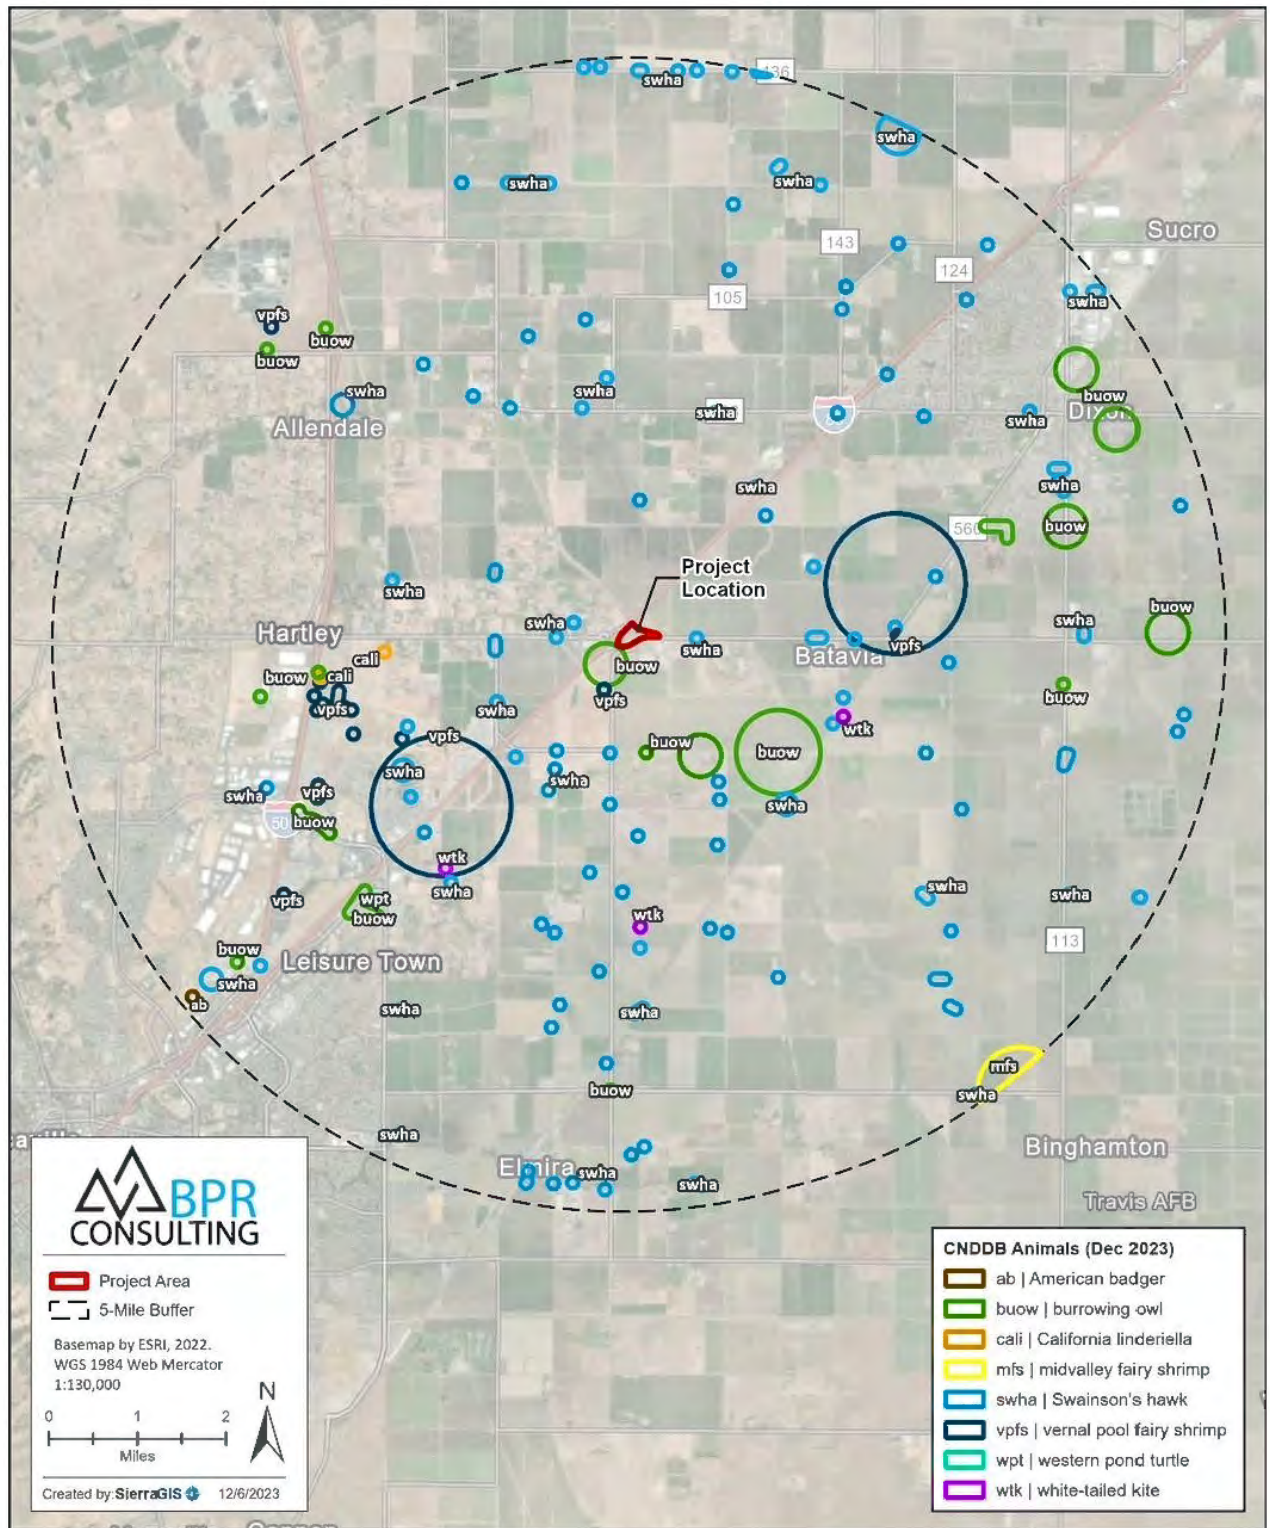 136
swha
swha
swha
swha
Sucro
143
124
105
swha
vpfs
buow
buow
swha
swha
swha
swha
buow
Dixon
Allendale
swha
swha
560
buow
Project
Location
swha
buow
swha
swha
Hartley
swha
vpfs
Batavia
cali
buow
cali
buow
buow
vpfs
vpfs
swha
wtk
vpfs
buow
buow
swha
swha
swha
vpfs
swha
50
buow
wtk
swha
swha
swha
vpfs
wpt
buow
wtk
113
buow
Leisure Town
swha
ab
swha
swha
mfs
buow
swha
swha
Binghamton
Elmira
swha
swha
Travis AFB
BPR
CONSULTING
Project Area
5-Mile Buffer
Basemap by ESRI, 2022.
WGS 1984 Web Mercator
1:130,000
N
0 1 2
Miles
Created by: SierraGIS 12/6/2023
CNDDB Animals (Dec 2023)
ab | American badger
buow | burrowing owl
cali | California linderiella
mfs | midvalley fairy shrimp
swha | Swainson's hawk
vpfs | vernal pool fairy shrimp
wpt | western pond turtle
wtk | white-tailed kite